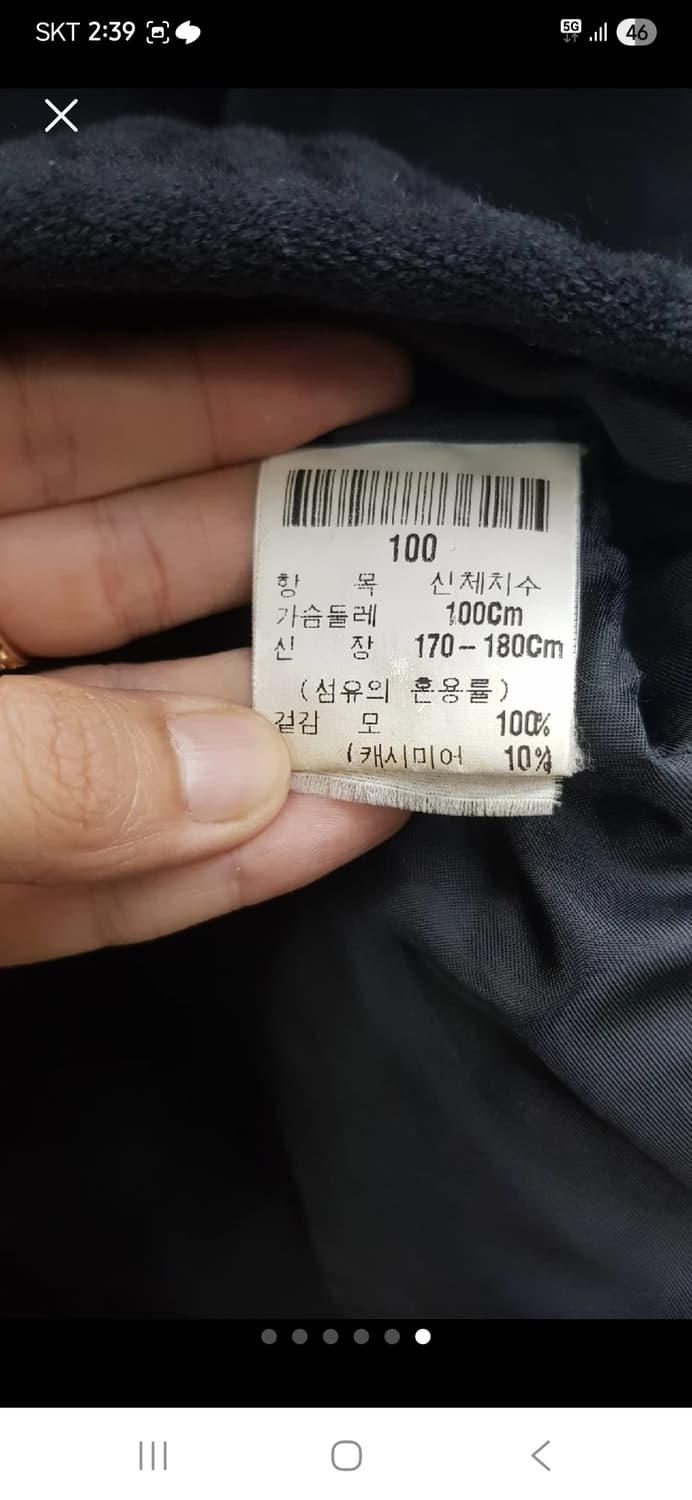 SKT 2:39
5G
46
100
항 목 신체치수
가슴둘레 100Cm
신 장 170-180Cm
(섬유의 혼용률)
겉감 모 100%
(캐시미어 10%